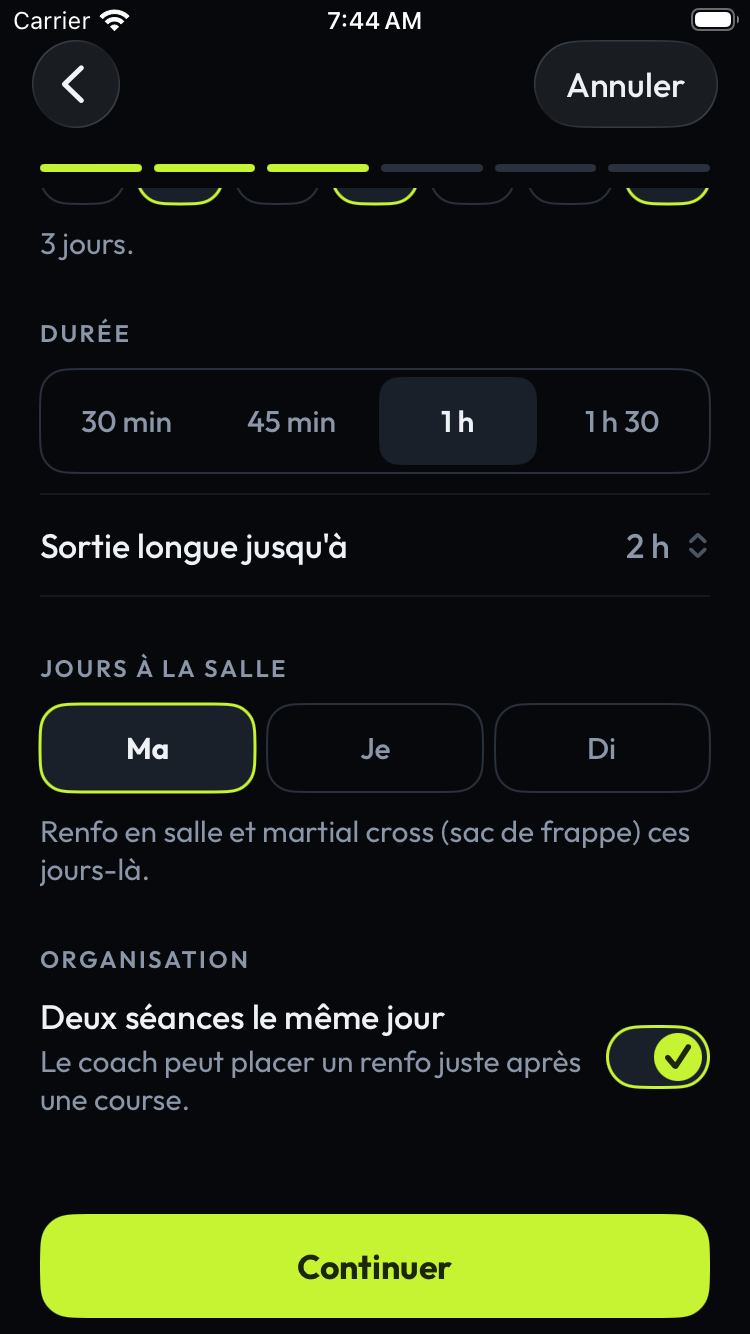 Carrier 7:44 AM
Annuler
3 jours.
DURÉE
30 min 45 min 1 h 1 h 30
Sortie longue jusqu'à 2 h
JOURS À LA SALLE
Ma Je Di
Renfo en salle et martial cross (sac de frappe) ces
jours-là.
ORGANISATION
Deux séances le même jour
Le coach peut placer un renfo juste après
une course.
Continuer